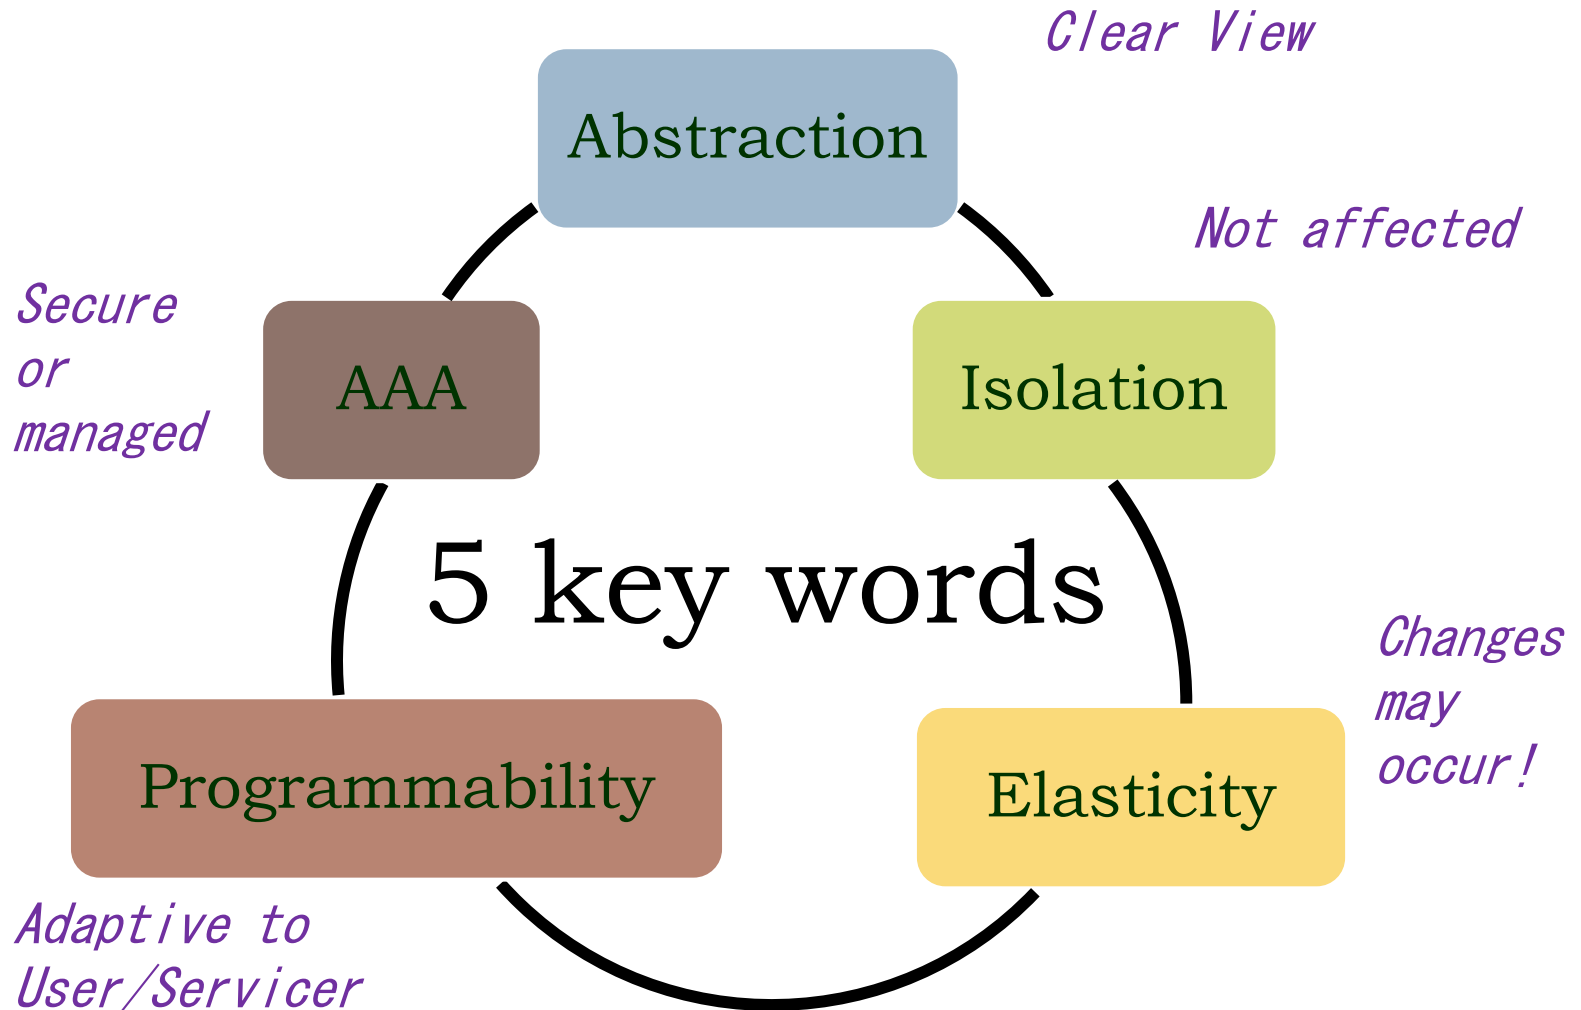 Clear View
Abstraction
Not affected
Secure
or
managed
AAA
Isolation
5 key words
Changes
may
occur!
Programmability
Elasticity
Adaptive to
User/Servicer